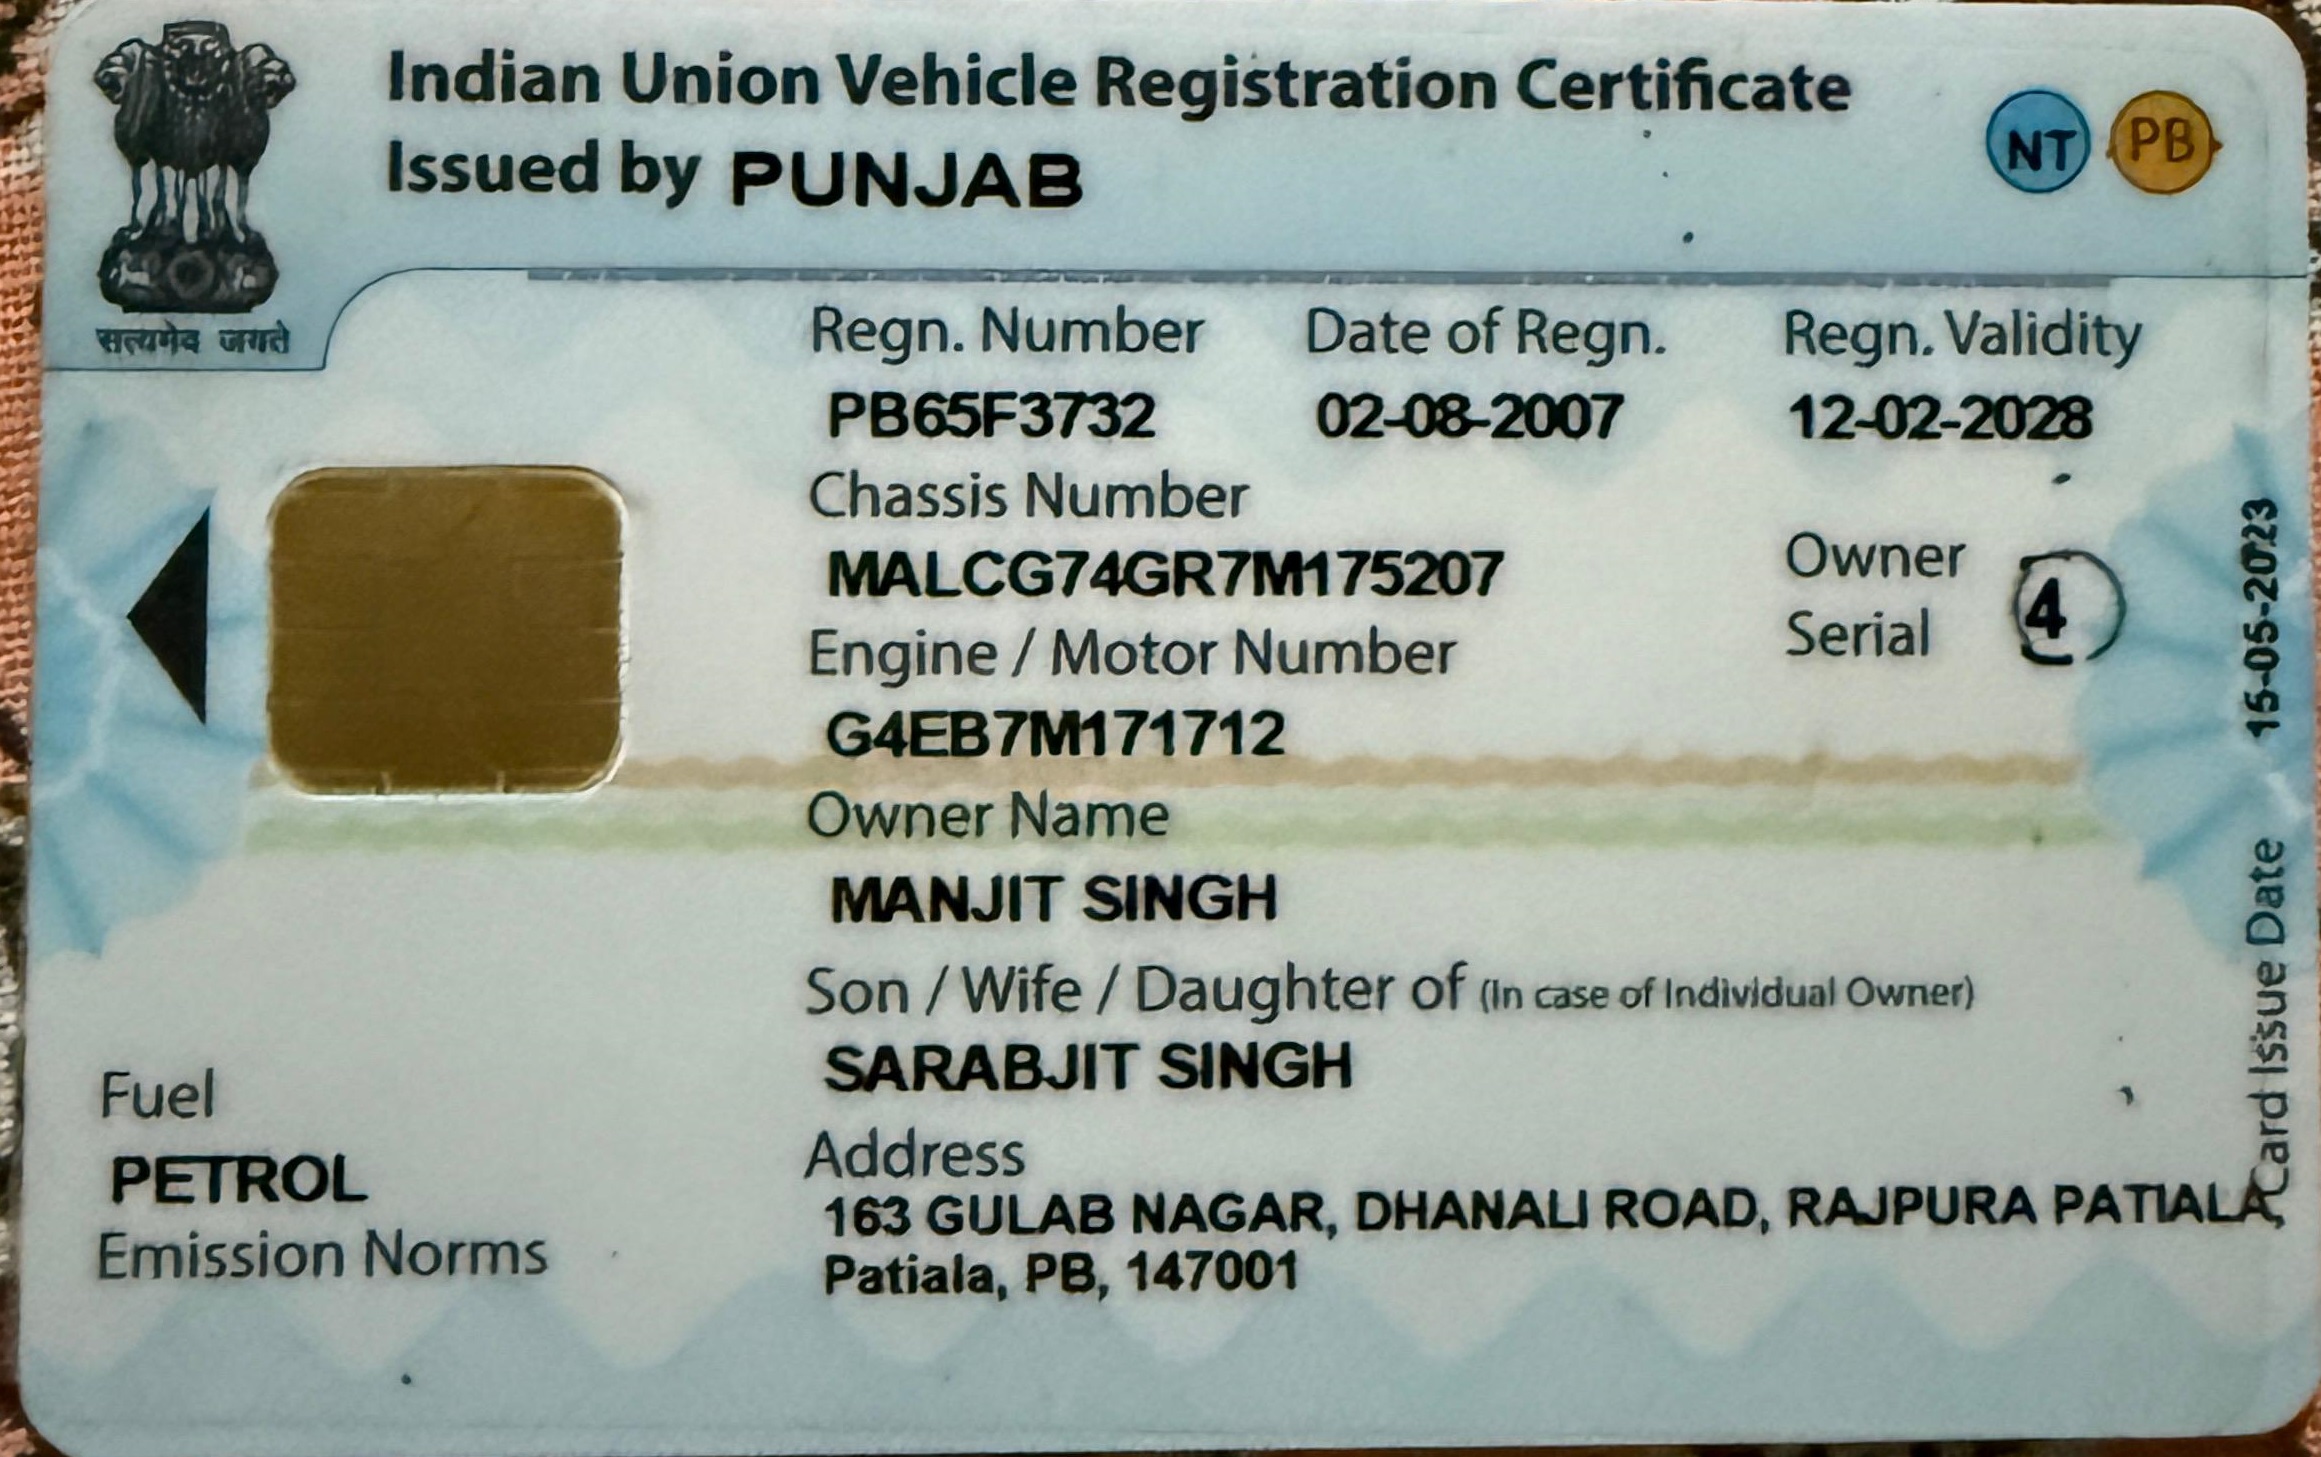 Indian Union Vehicle Registration Certificate
Issued by PUNJAB
NT PB
सत्यमेव जयते
Regn. Number Date of Regn. Regn. Validity
PB65F3732 02-08-2007 12-02-2028
Chassis Number
MALCG74GR7M175207
Owner
Serial 4
Engine / Motor Number
G4EB7M171712
Owner Name
MANJIT SINGH
Son / Wife / Daughter of (In case of Individual Owner)
SARABJIT SINGH
Fuel
PETROL
Emission Norms
Address
163 GULAB NAGAR, DHANALI ROAD, RAJPURA PATIALA,
Patiala, PB, 147001
Card Issue Date 15-05-2023